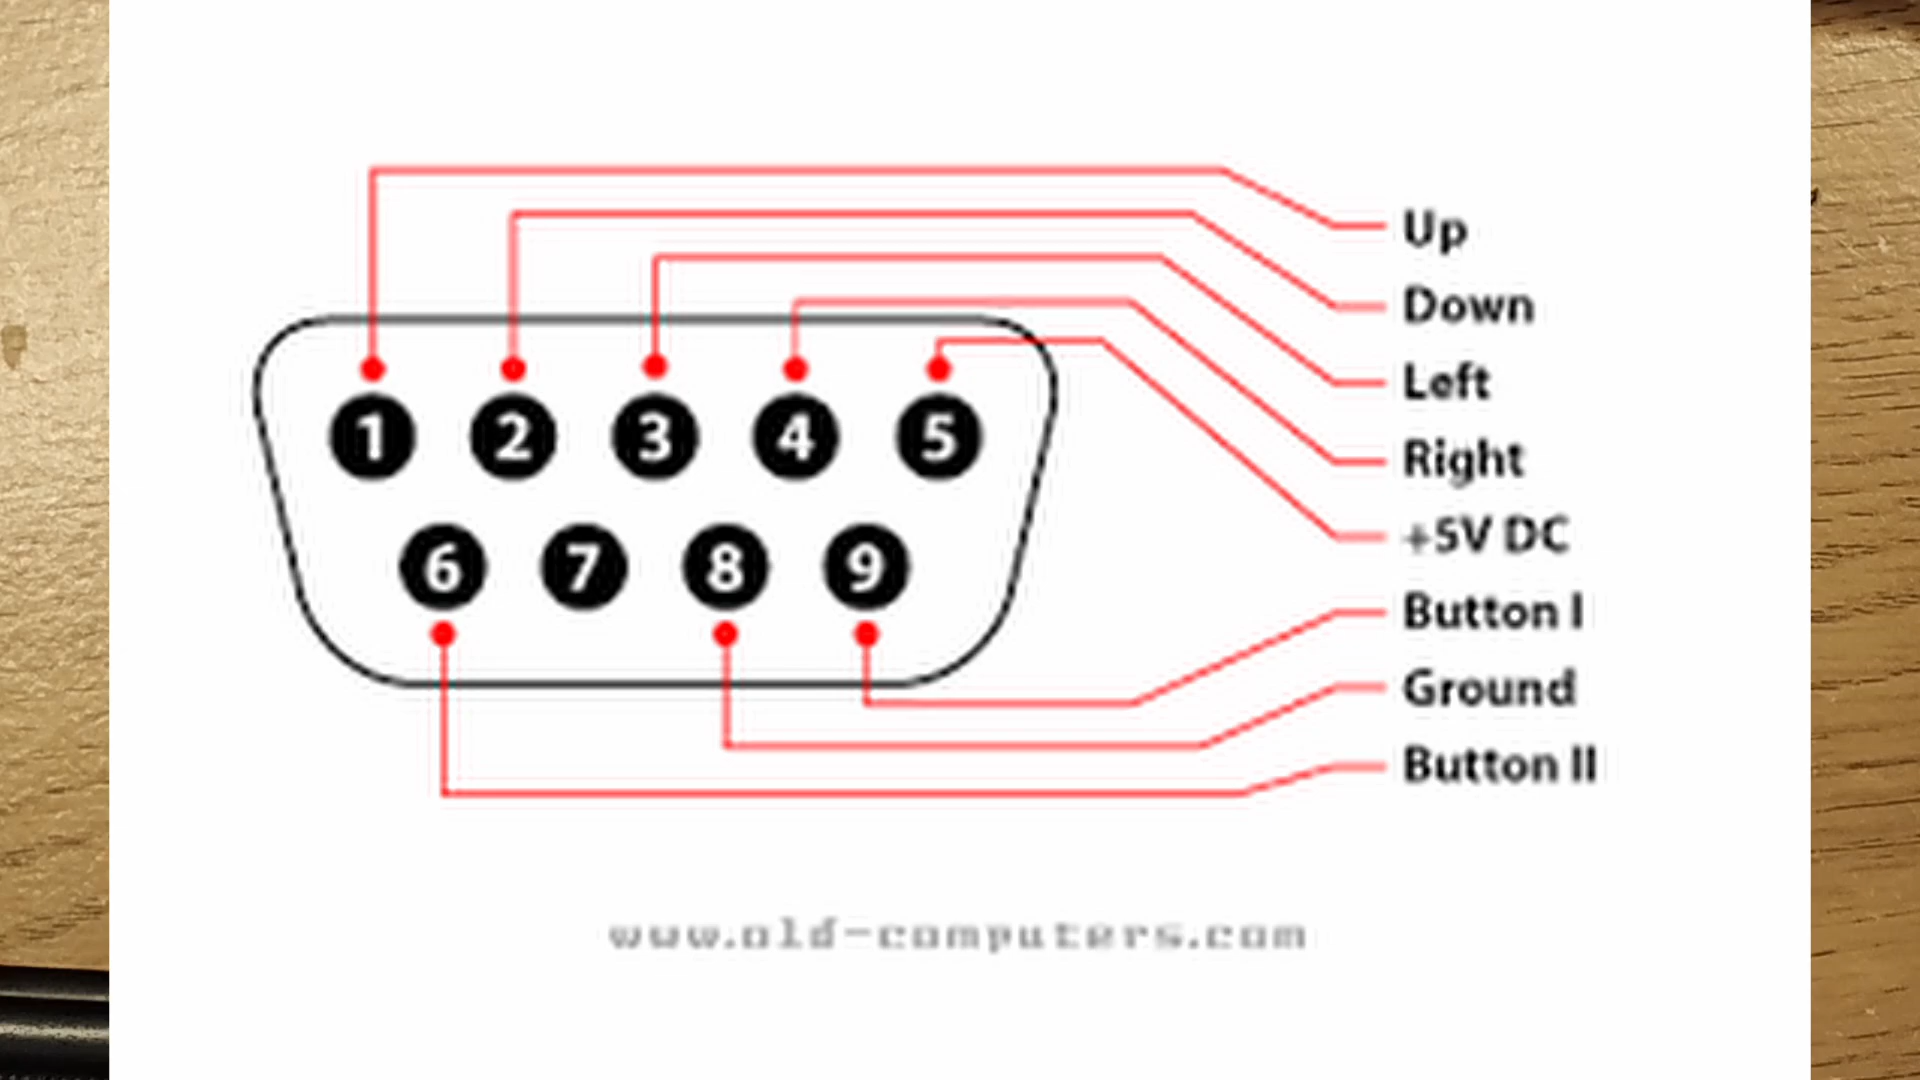 Up
Down
Left
Right
+5V DC
Button I
Ground
Button II
1 2 3 4 5
6 7 8 9
www.old-computers.com